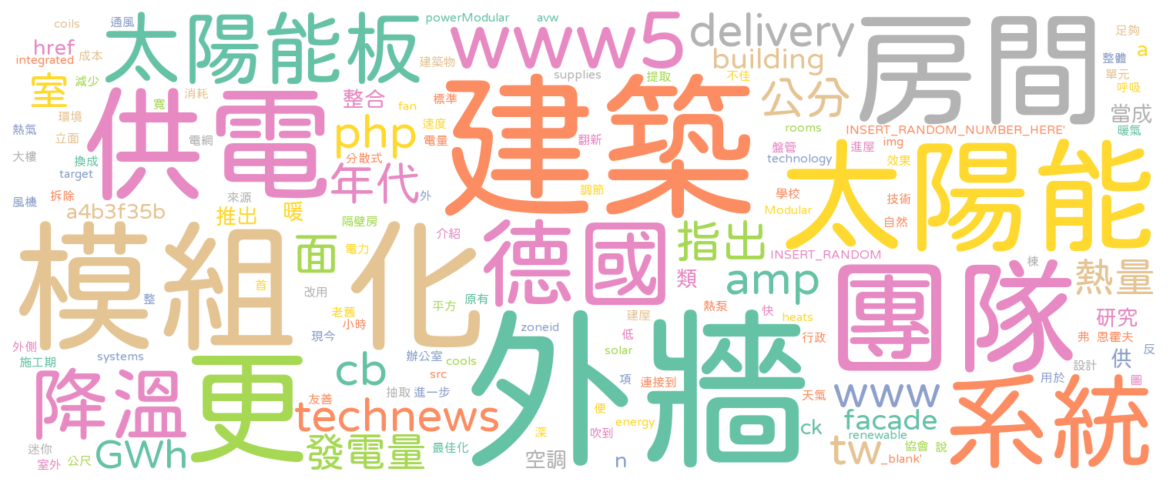 coils 通風 太陽能板 powerModular avw www5 delivery 房間 足夠
href 成本 建築物 building 整體 a
integrated 室 減少 消耗 supplies 提取 不佳 公分 單元
供電 寬 整合 fan 標準 建築 呼吸
環境 php 速度 翻新 rooms INSERT_RANDOM_NUMBER_HERE' 當成 暖氣
熱氣 立面 電網 電量 盤管 進屋 img 太陽能
大樓 換成 分散式 technology 效果
target 年代 外 調節 學校 技術
風機 拆除 來源 Modular 自然
a4b3f35b 推出 暖 隔壁房 介紹 德國 指出 INSERT_RANDOM
模組化 面 電力 類 amp 團隊 棟 熱量
整 首 改用 平方 原有
老舊 熱泵 快 研究
外側 現今 小時 zoneid 建屋 低 heats 行政 弗 恩霍夫
施工期 systems 更 cb 辦公室 cools 外牆 solar 項 連接到 設計 供 反
降溫 src 抽取 進一步 天氣 www 用於 圖
友善 technews 便 energy facade 系統
迷你 GWh 發電量 最佳化 深 吹到 ck renewable
室外 公尺 空調 n tw _blank' 協會 說